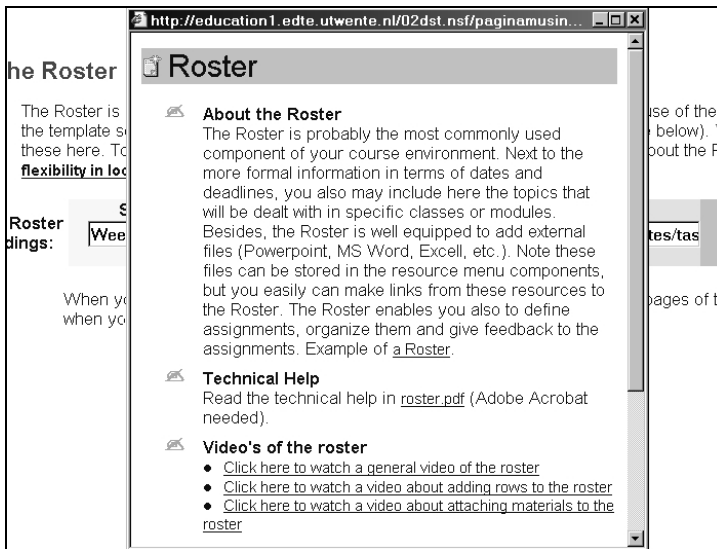 http://education1.edte.utwente.nl/02dst.nsf/paginamusin...
Roster
About the Roster
The Roster is probably the most commonly used
component of your course environment. Next to the
more formal information in terms of dates and
deadlines, you also may include here the topics that
will be dealt with in specific classes or modules.
Besides, the Roster is well equipped to add external
files (Powerpoint, MS Word, Excell, etc.). Note these
files can be stored in the resource menu components,
but you easily can make links from these resources to
the Roster. The Roster enables you also to define
assignments, organize them and give feedback to the
assignments. Example of a Roster.
Technical Help
Read the technical help in roster.pdf (Adobe Acrobat
needed).
Video's of the roster
• Click here to watch a general video of the roster
• Click here to watch a video about adding rows to the roster
• Click here to watch a video about attaching materials to the
roster
he Roster
The Roster is
the template s
these here. To
flexibility in loc
Roster
dings:
S
Wee
When yo
when yo
use of the
below).
bout the
tes/tas
pages of t